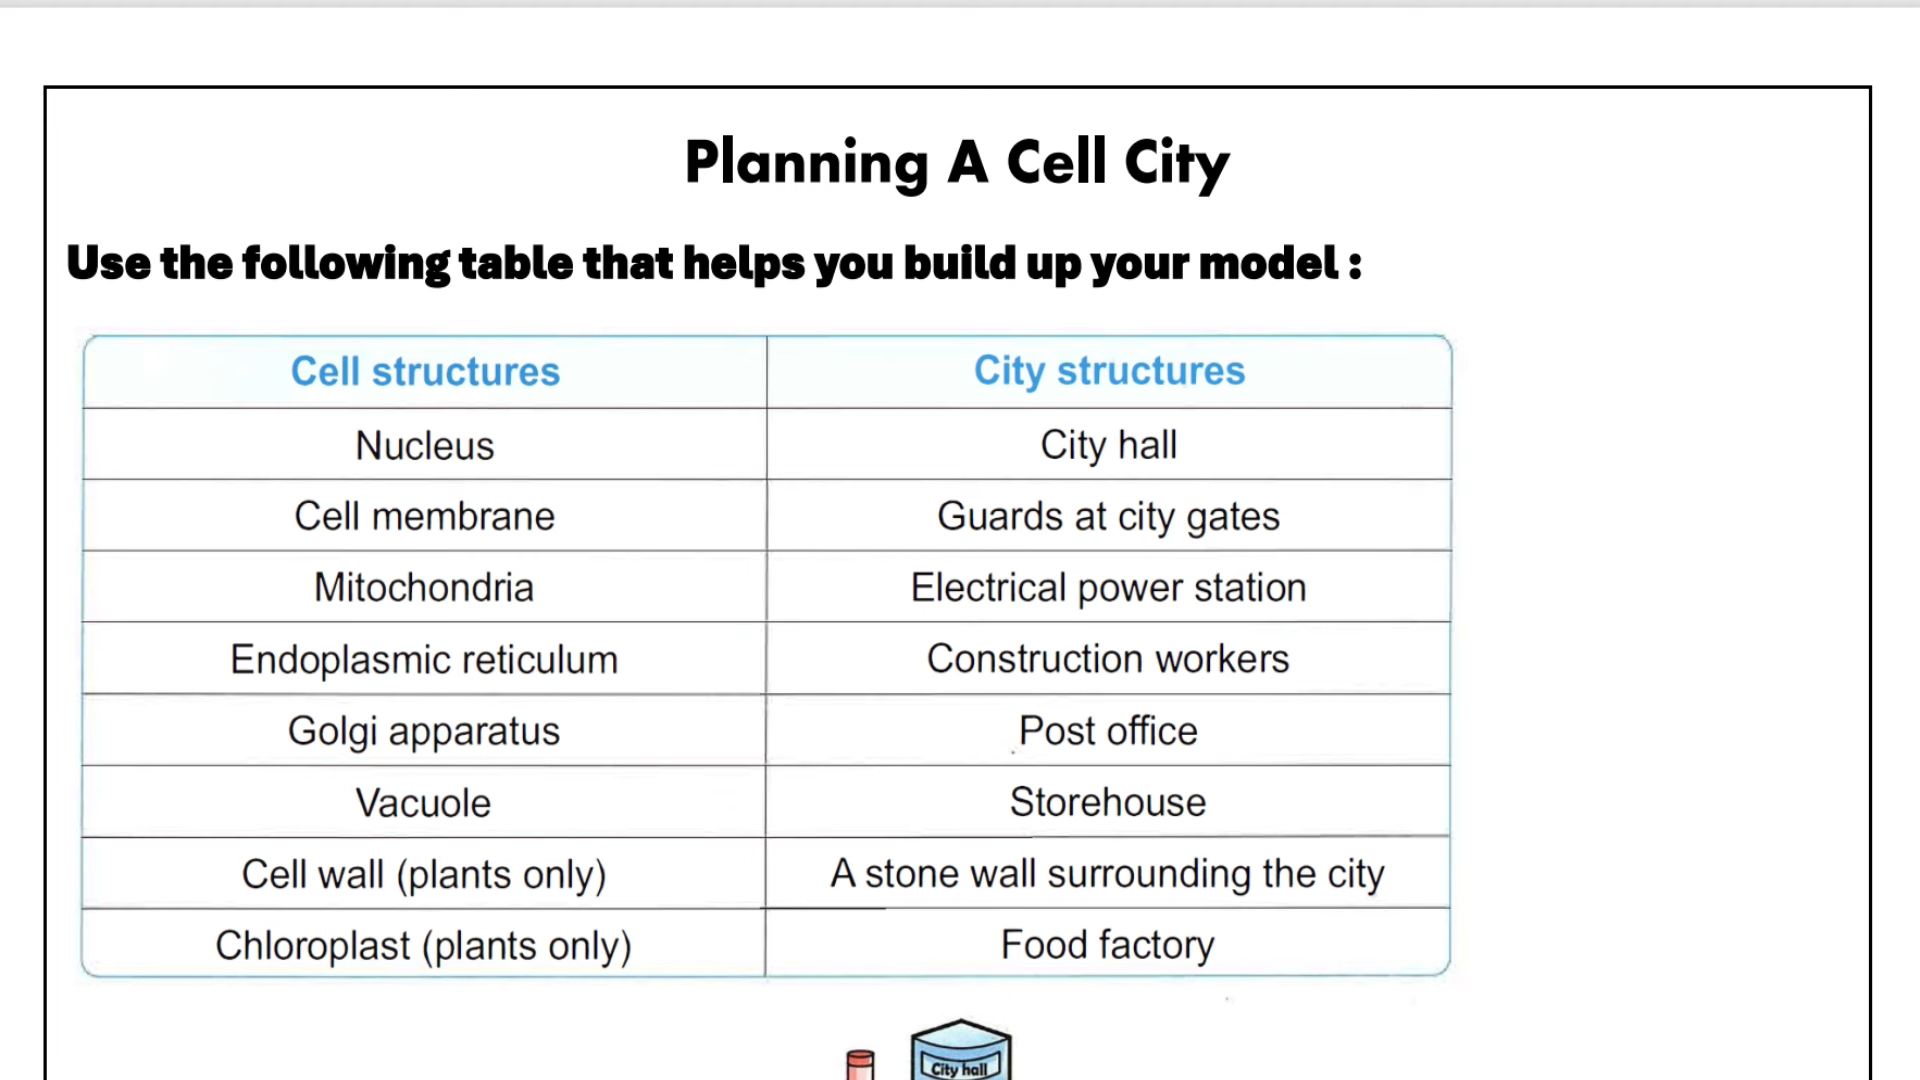 Planning A Cell City
Use the following table that helps you build up your model :
Cell structures City structures
Nucleus City hall
Cell membrane Guards at city gates
Mitochondria Electrical power station
Endoplasmic reticulum Construction workers
Golgi apparatus Post office
Vacuole Storehouse
Cell wall (plants only) A stone wall surrounding the city
Chloroplast (plants only) Food factory
City hall